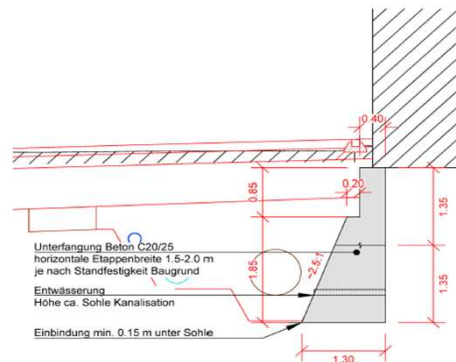 0.40
0.20
0.85
1.35
Unterfangung Beton C20/25
horizontale Etappenbreite 1.5-2.0 m
je nach Standfestigkeit Baugrund
1.85
~2.5:1
1.35
Entwässerung
Höhe ca. Sohle Kanalisation
Einbindung min. 0.15 m unter Sohle
1.30